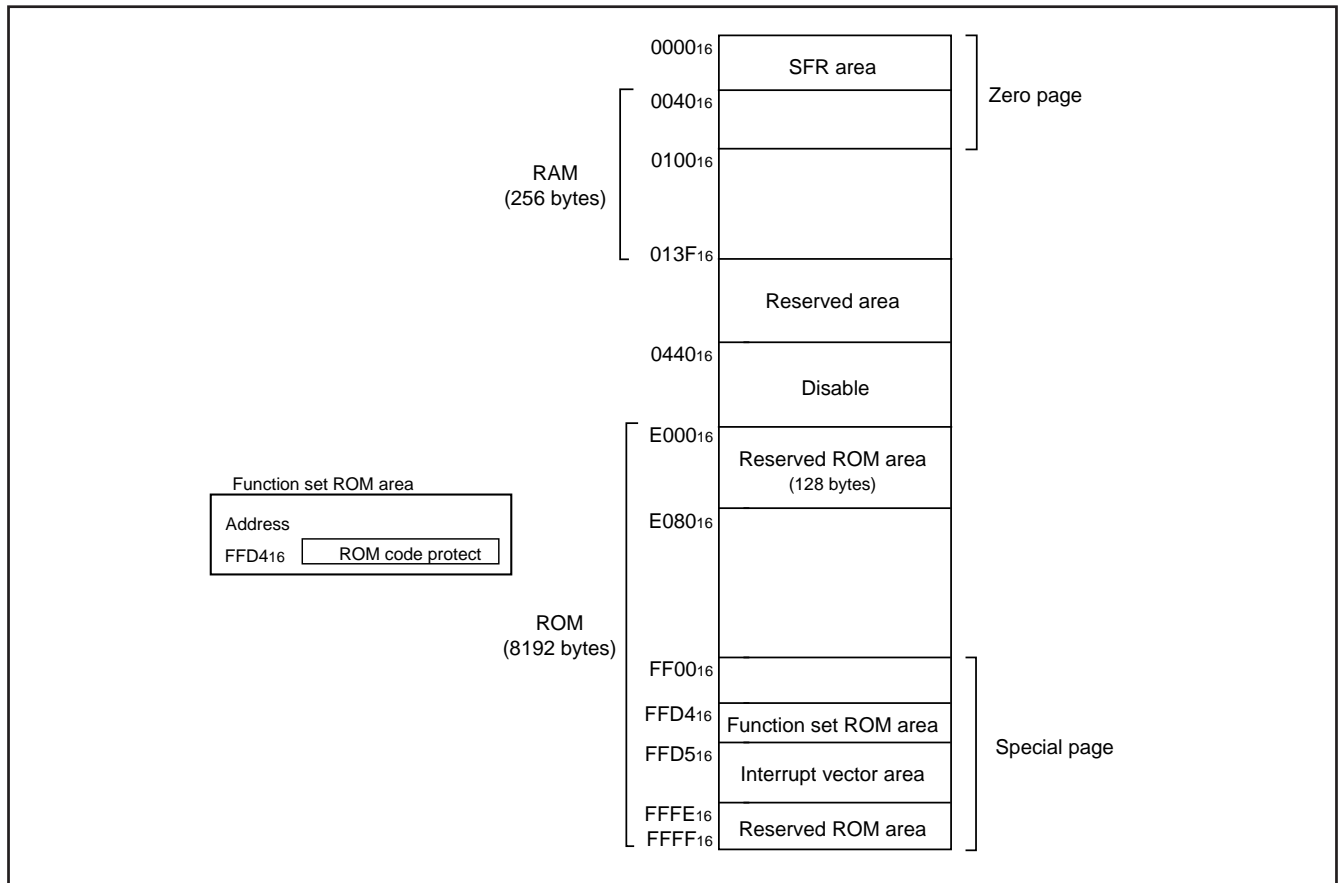 0000₁₆
SFR area
Zero page
0040₁₆
0100₁₆
RAM
(256 bytes)
013F₁₆
Reserved area
0440₁₆
Disable
E000₁₆
Reserved ROM area
(128 bytes)
E080₁₆
Function set ROM area
Address
FFD4₁₆ ROM code protect
ROM
(8192 bytes)
FF00₁₆
FFD4₁₆
Function set ROM area
FFD5₁₆
Special page
Interrupt vector area
FFFE₁₆
Reserved ROM area
FFFF₁₆